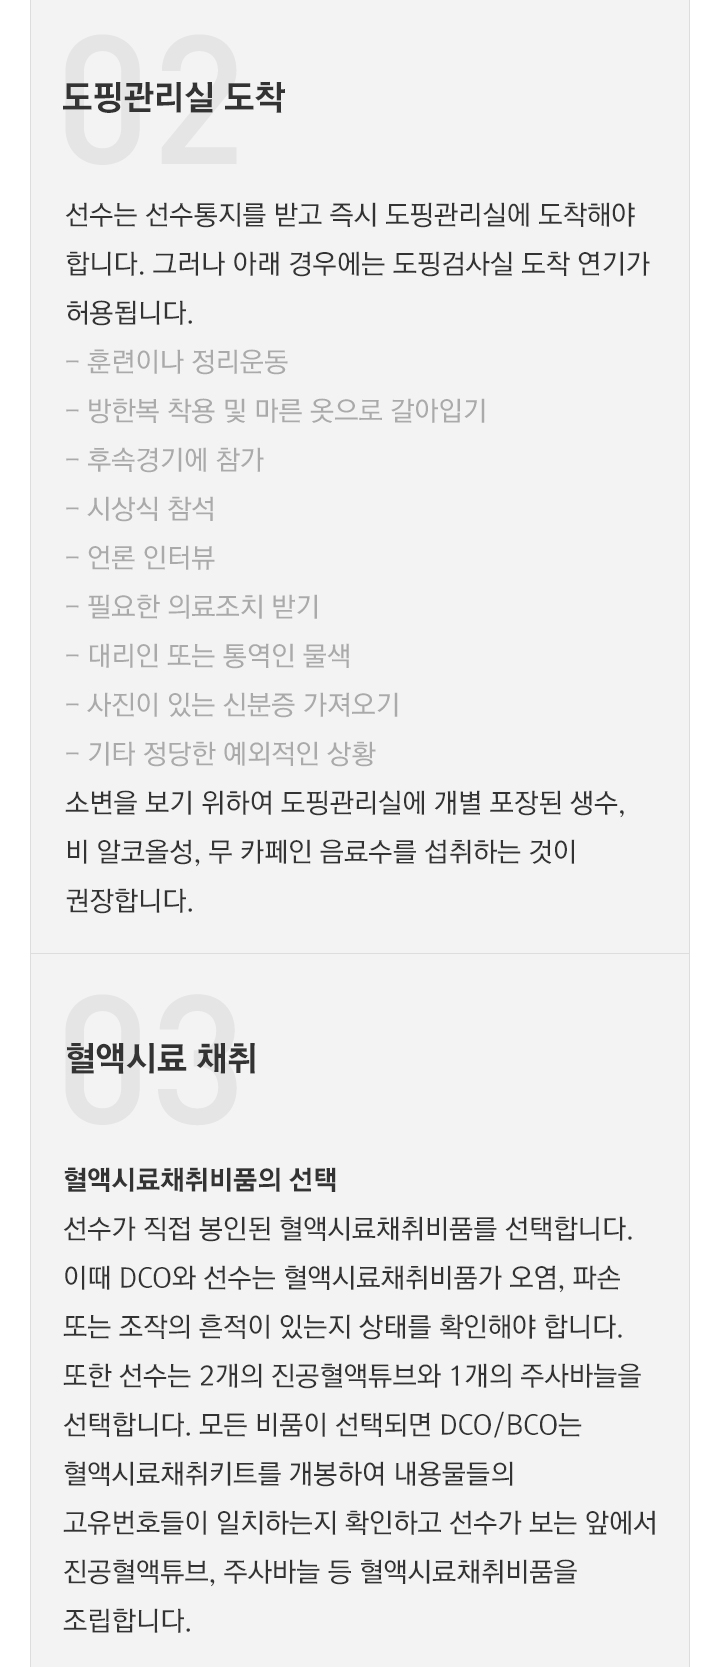 02
도핑관리실 도착
선수는 선수통지를 받고 즉시 도핑관리실에 도착해야
합니다. 그러나 아래 경우에는 도핑검사실 도착 연기가
허용됩니다.
– 훈련이나 정리운동
– 방한복 착용 및 마른 옷으로 갈아입기
– 후속경기에 참가
– 시상식 참석
– 언론 인터뷰
– 필요한 의료조치 받기
– 대리인 또는 통역인 물색
– 사진이 있는 신분증 가져오기
– 기타 정당한 예외적인 상황
소변을 보기 위하여 도핑관리실에 개별 포장된 생수,
비 알코올성, 무 카페인 음료수를 섭취하는 것이
권장합니다.
03
혈액시료 채취
혈액시료채취비품의 선택
선수가 직접 봉인된 혈액시료채취비품를 선택합니다.
이때 DCO와 선수는 혈액시료채취비품가 오염, 파손
또는 조작의 흔적이 있는지 상태를 확인해야 합니다.
또한 선수는 2개의 진공혈액튜브와 1개의 주사바늘을
선택합니다. 모든 비품이 선택되면 DCO/BCO는
혈액시료채취키트를 개봉하여 내용물들의
고유번호들이 일치하는지 확인하고 선수가 보는 앞에서
진공혈액튜브, 주사바늘 등 혈액시료채취비품을
조립합니다.